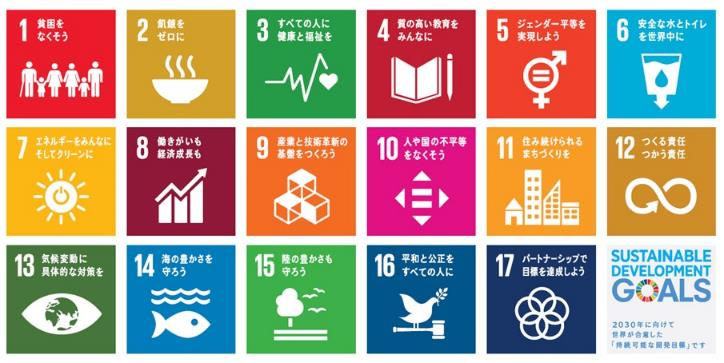 1 貧困を
なくそう
2 飢餓を
ゼロに
3 すべての人に
健康と福祉を
4 質の高い教育を
みんなに
5 ジェンダー平等を
実現しよう
6 安全な水とトイレ
を世界中に
7 エネルギーをみんなに
そしてクリーンに
8 働きがいも
経済成長も
9 産業と技術革新の
基盤をつくろう
10 人や国の不平等
をなくそう
11 住み続けられる
まちづくりを
12 つくる責任
つかう責任
13 気候変動に
具体的な対策を
14 海の豊かさを
守ろう
15 陸の豊かさも
守ろう
16 平和と公正を
すべての人に
17 パートナーシップで
目標を達成しよう
SUSTAINABLE
DEVELOPMENT
GOALS
2030年に向けて
世界が合意した
「持続可能な開発目標」です